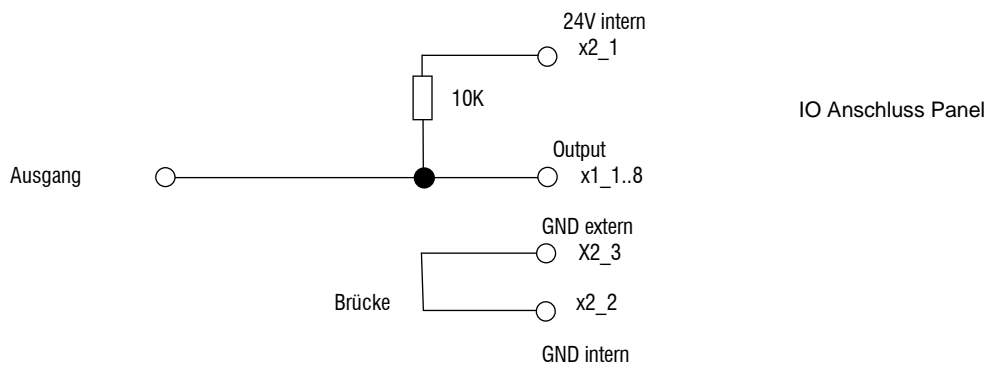 24V intern
x2_1
10K
IO Anschluss Panel
Output
Ausgang
x1_1..8
GND extern
X2_3
Brücke
x2_2
GND intern